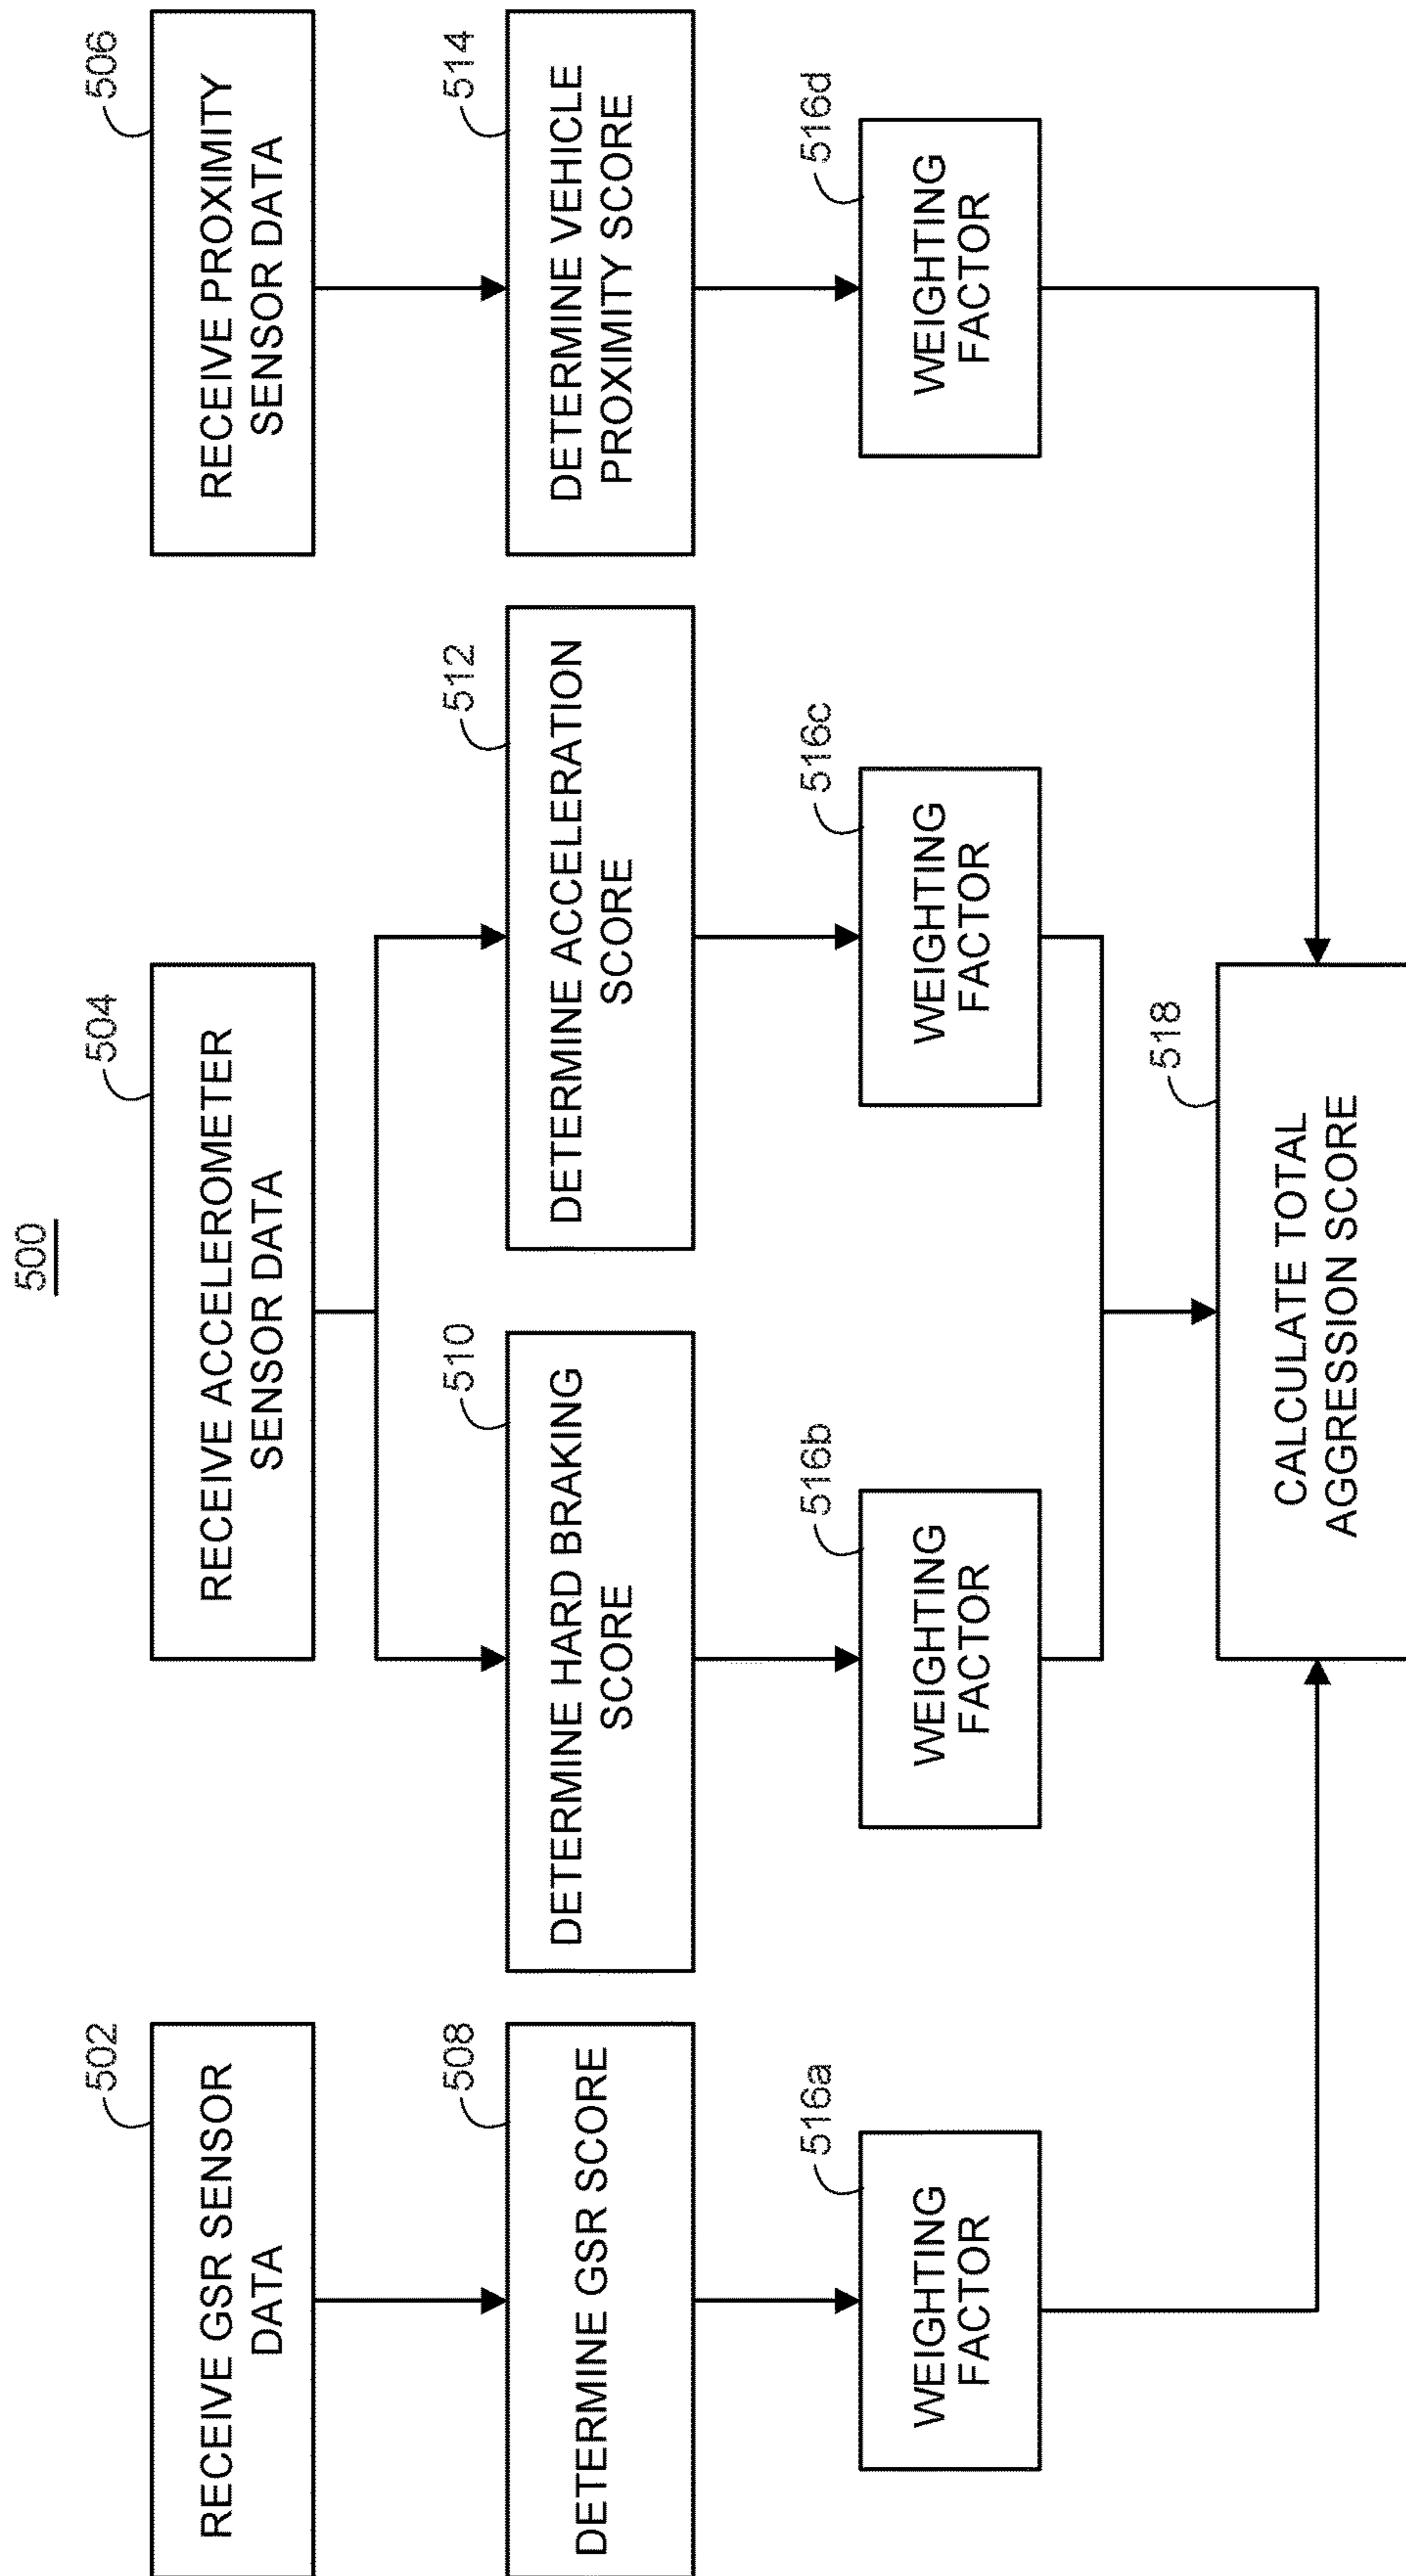 500
502
RECEIVE GSR SENSOR
DATA
504
RECEIVE ACCELEROMETER
SENSOR DATA
506
RECEIVE PROXIMITY
SENSOR DATA
508
DETERMINE GSR SCORE
510
DETERMINE HARD BRAKING
SCORE
512
DETERMINE ACCELERATION
SCORE
514
DETERMINE VEHICLE
PROXIMITY SCORE
516a
WEIGHTING
FACTOR
516b
WEIGHTING
FACTOR
516c
WEIGHTING
FACTOR
516d
WEIGHTING
FACTOR
518
CALCULATE TOTAL
AGGRESSION SCORE